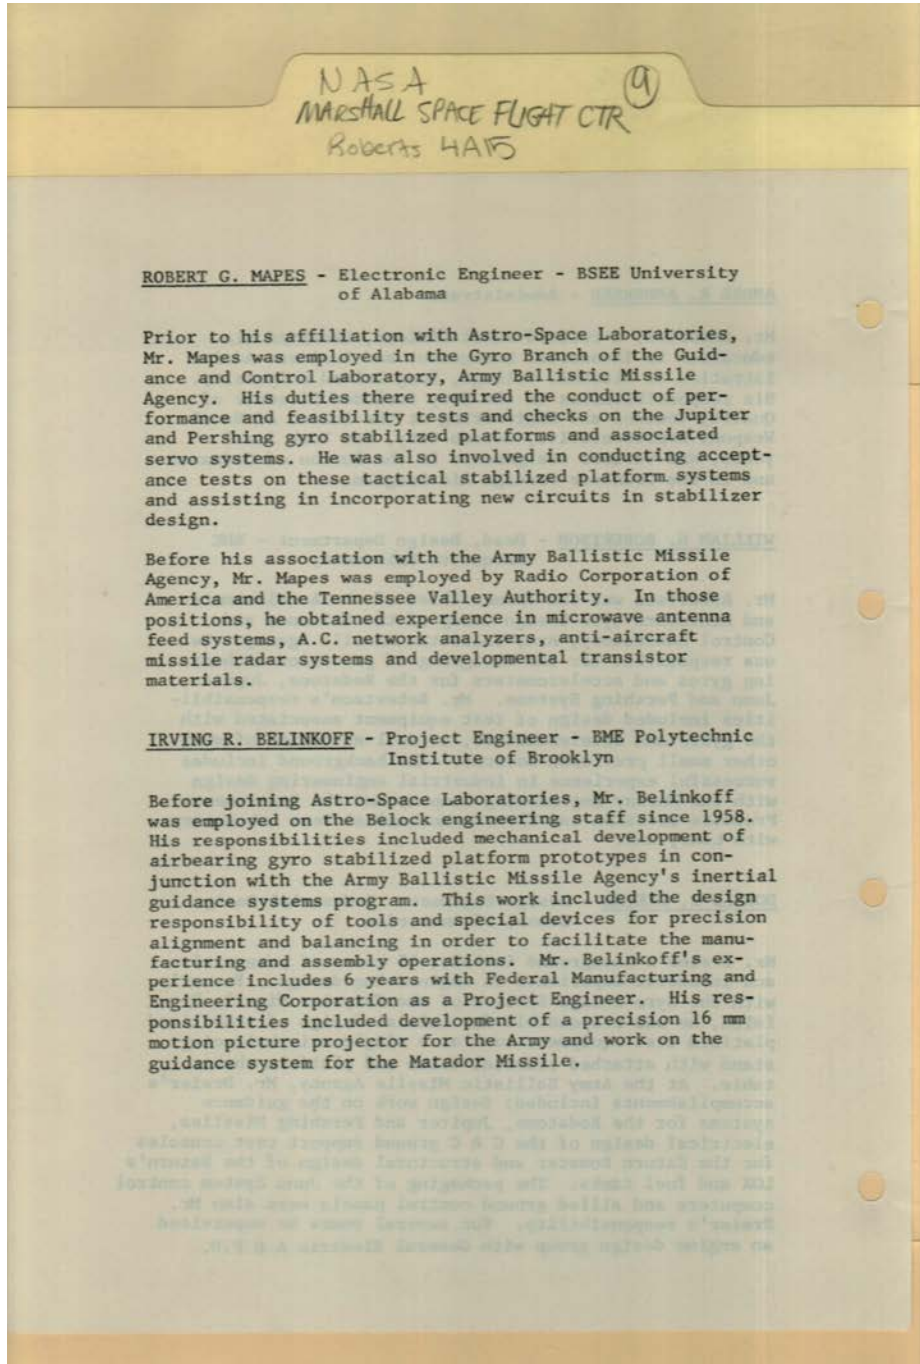 NASA
9
MARSHALL SPACE FLIGHT CTR
Roberts 4A15
ROBERT G. MAPES - Electronic Engineer - BSEE University
of Alabama
Prior to his affiliation with Astro-Space Laboratories,
Mr. Mapes was employed in the Gyro Branch of the Guid-
ance and Control Laboratory, Army Ballistic Missile
Agency. His duties there required the conduct of per-
formance and feasibility tests and checks on the Jupiter
and Pershing gyro stabilized platforms and associated
servo systems. He was also involved in conducting accept-
ance tests on these tactical stabilized platform systems
and assisting in incorporating new circuits in stabilizer
design.
Before his association with the Army Ballistic Missile
Agency, Mr. Mapes was employed by Radio Corporation of
America and the Tennessee Valley Authority. In those
positions, he obtained experience in microwave antenna
feed systems, A.C. network analyzers, anti-aircraft
missile radar systems and developmental transistor
materials.
IRVING R. BELINKOFF - Project Engineer - BME Polytechnic
Institute of Brooklyn
Before joining Astro-Space Laboratories, Mr. Belinkoff
was employed on the Belock engineering staff since 1958.
His responsibilities included mechanical development of
airbearing gyro stabilized platform prototypes in con-
junction with the Army Ballistic Missile Agency's inertial
guidance systems program. This work included the design
responsibility of tools and special devices for precision
alignment and balancing in order to facilitate the manu-
facturing and assembly operations. Mr. Belinkoff's ex-
perience includes 6 years with Federal Manufacturing and
Engineering Corporation as a Project Engineer. His res-
ponsibilities included development of a precision 16 mm
motion picture projector for the Army and work on the
guidance system for the Matador Missile.